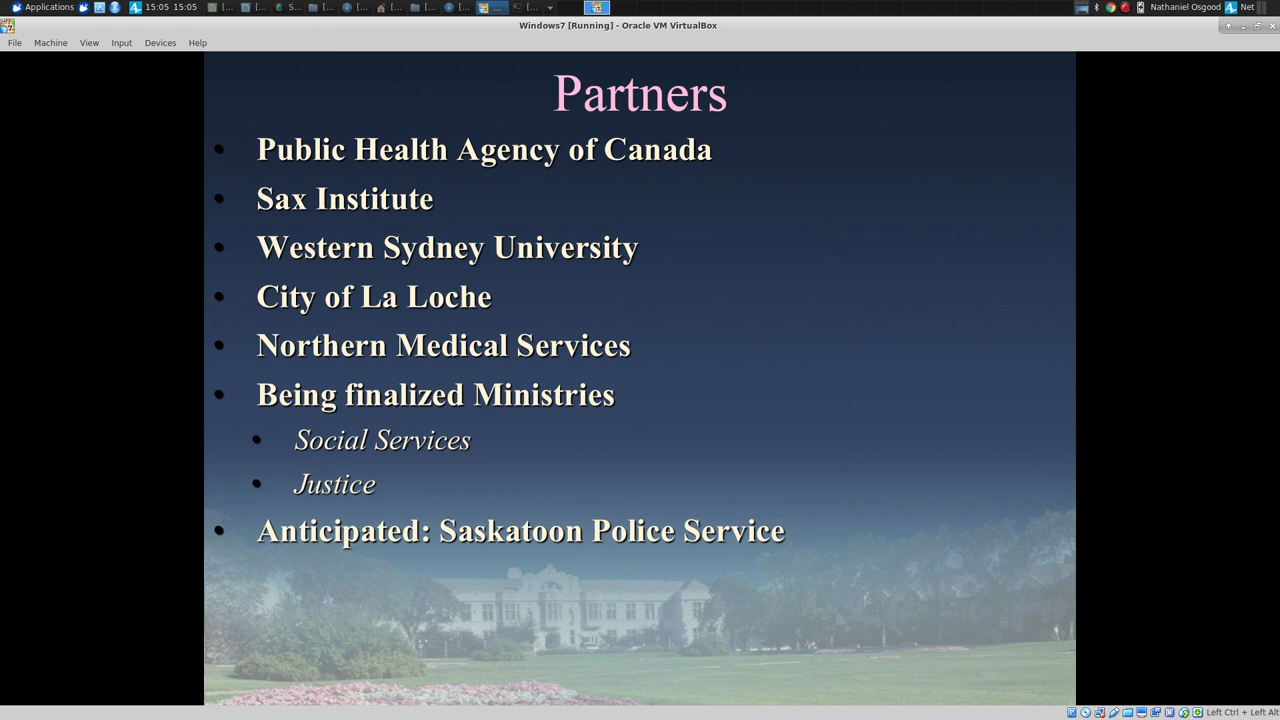 Applications
15:05 15:05
Nathaniel Osgood
Net
Windows7 [Running] - Oracle VM VirtualBox
File Machine View Input Devices Help
Partners
• Public Health Agency of Canada
• Sax Institute
• Western Sydney University
• City of La Loche
• Northern Medical Services
• Being finalized Ministries
• Social Services
• Justice
• Anticipated: Saskatoon Police Service
Left Ctrl + Left Alt